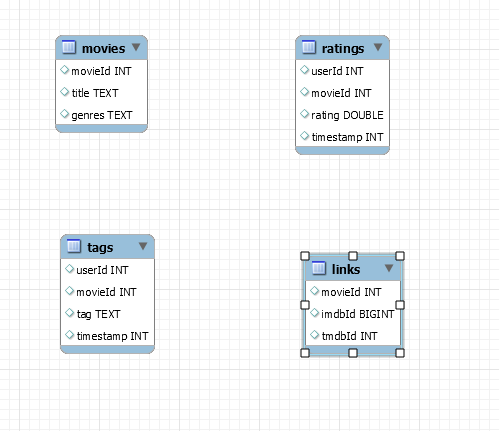 movies
movieId INT
title TEXT
genres TEXT
ratings
userId INT
movieId INT
rating DOUBLE
timestamp INT
tags
userId INT
movieId INT
tag TEXT
timestamp INT
links
movieId INT
imdbId BIGINT
tmdbId INT